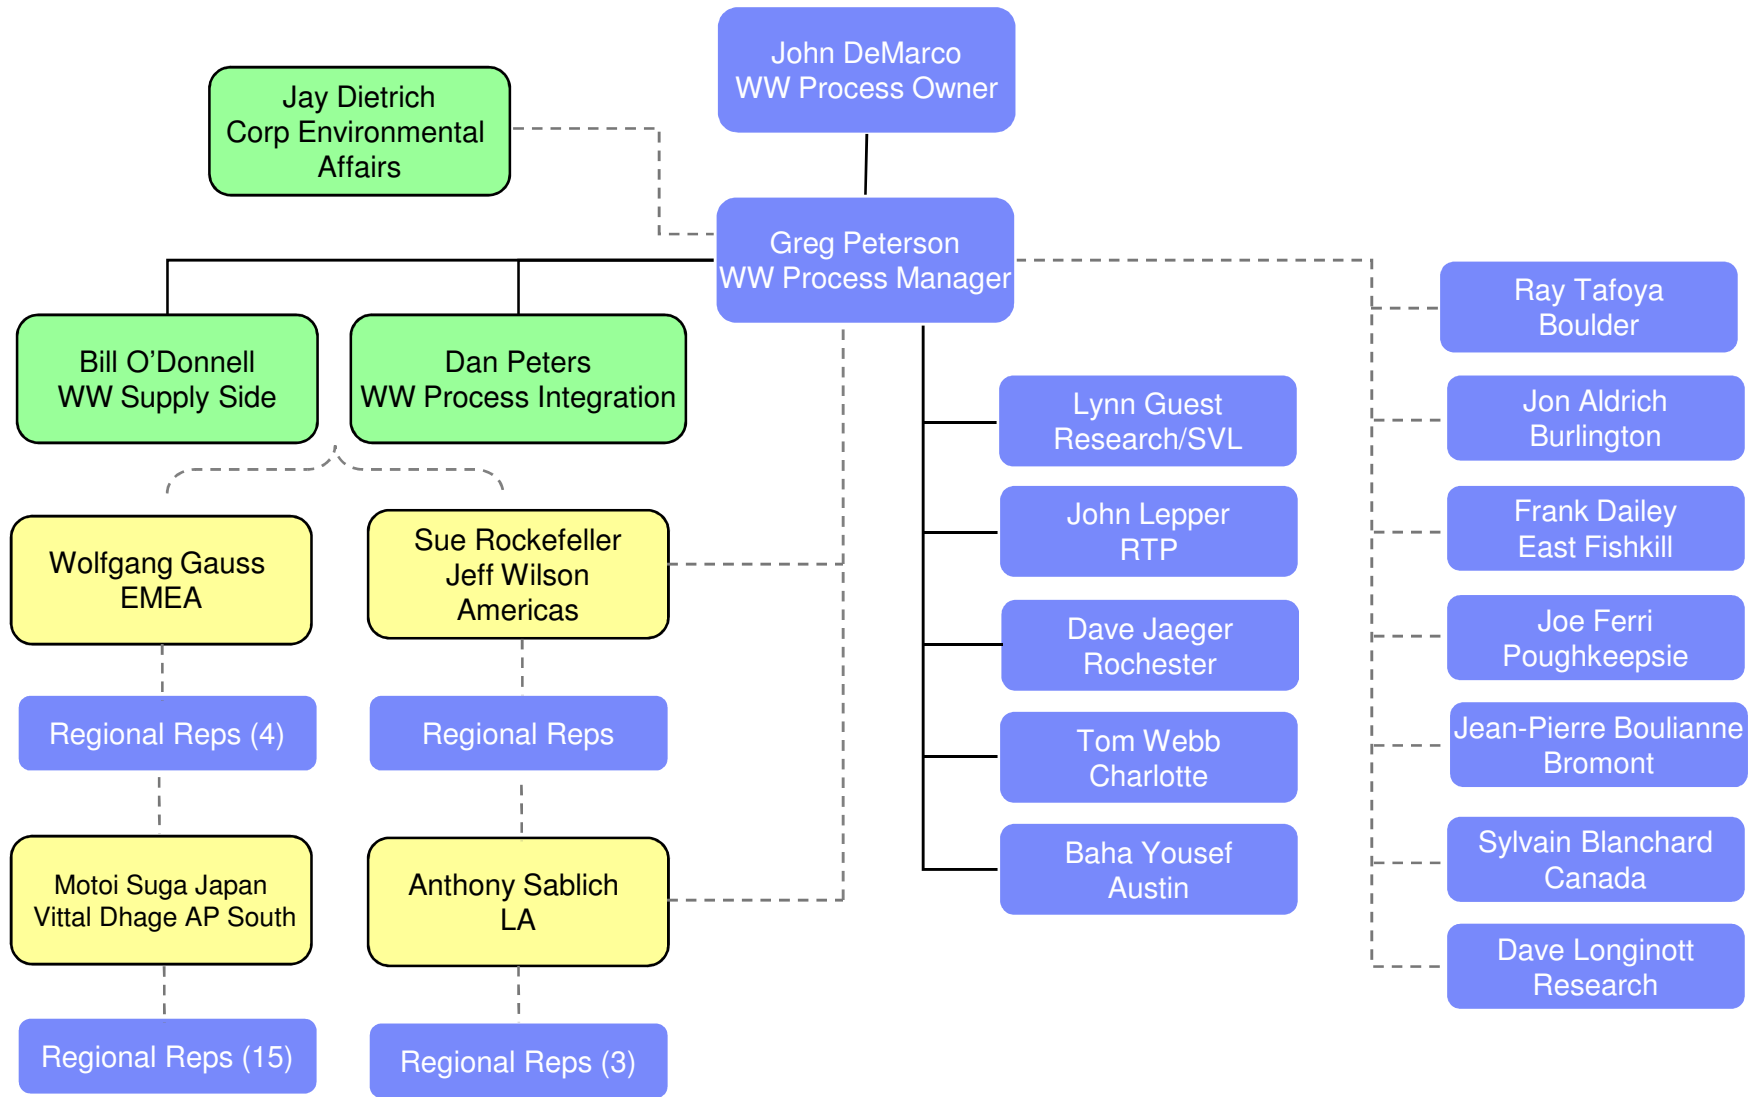 John DeMarco
WW Process Owner
Jay Dietrich
Corp Environmental
Affairs
Greg Peterson
WW Process Manager
Bill O’Donnell
WW Supply Side
Dan Peters
WW Process Integration
Wolfgang Gauss
EMEA
Sue Rockefeller
Jeff Wilson
Americas
Regional Reps (4)
Regional Reps
Motoi Suga Japan
Vittal Dhage AP South
Anthony Sablich
LA
Regional Reps (15)
Regional Reps (3)
Lynn Guest
Research/SVL
John Lepper
RTP
Dave Jaeger
Rochester
Tom Webb
Charlotte
Baha Yousef
Austin
Ray Tafoya
Boulder
Jon Aldrich
Burlington
Frank Dailey
East Fishkill
Joe Ferri
Poughkeepsie
Jean-Pierre Boulianne
Bromont
Sylvain Blanchard
Canada
Dave Longinott
Research